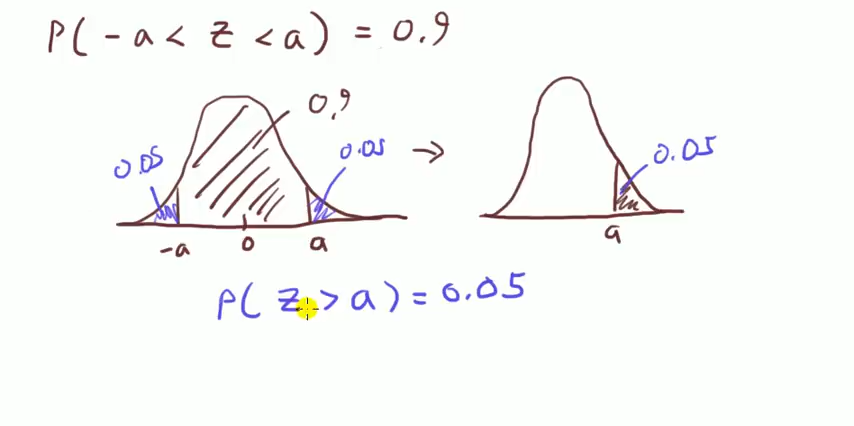 P(-a < z < a) = 0.9
0.9
0.05
0.05
→
0.05
-a
0
a
a
P(z > a) = 0.05